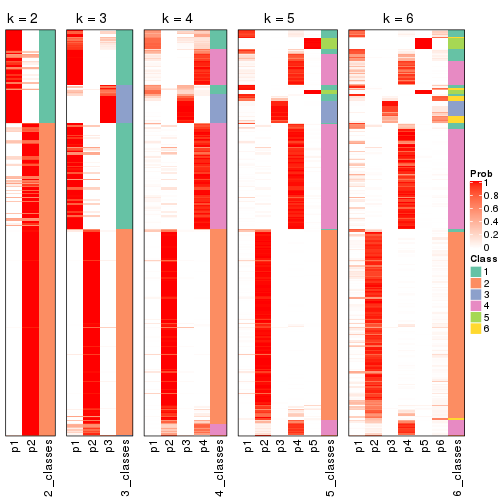 k = 2
k = 3
k = 4
k = 5
k = 6
p1
p2
2_classes
p1
p2
p3
3_classes
p1
p2
p3
p4
4_classes
p1
p2
p3
p4
p5
5_classes
p1
p2
p3
p4
p5
p6
6_classes
Prob
1
0.8
0.6
0.4
0.2
0
Class
1
2
3
4
5
6